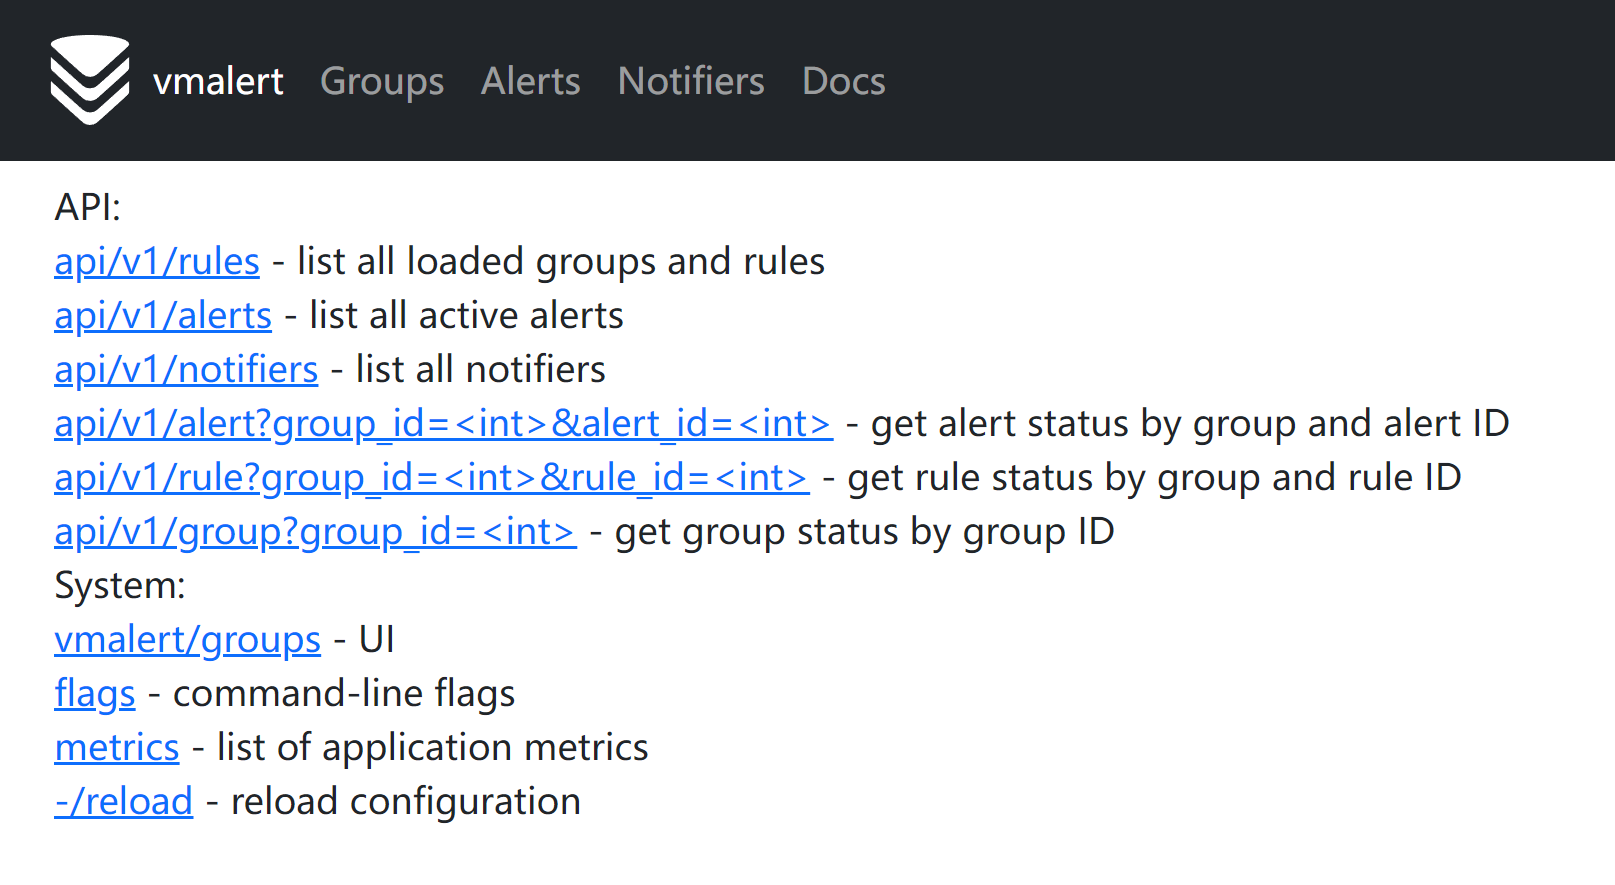 vmalert Groups Alerts Notifiers Docs
API:
api/v1/rules - list all loaded groups and rules
api/v1/alerts - list all active alerts
api/v1/notifiers - list all notifiers
api/v1/alert?group_id=<int>&alert_id=<int> - get alert status by group and alert ID
api/v1/rule?group_id=<int>&rule_id=<int> - get rule status by group and rule ID
api/v1/group?group_id=<int> - get group status by group ID
System:
vmalert/groups - UI
flags - command-line flags
metrics - list of application metrics
-/reload - reload configuration